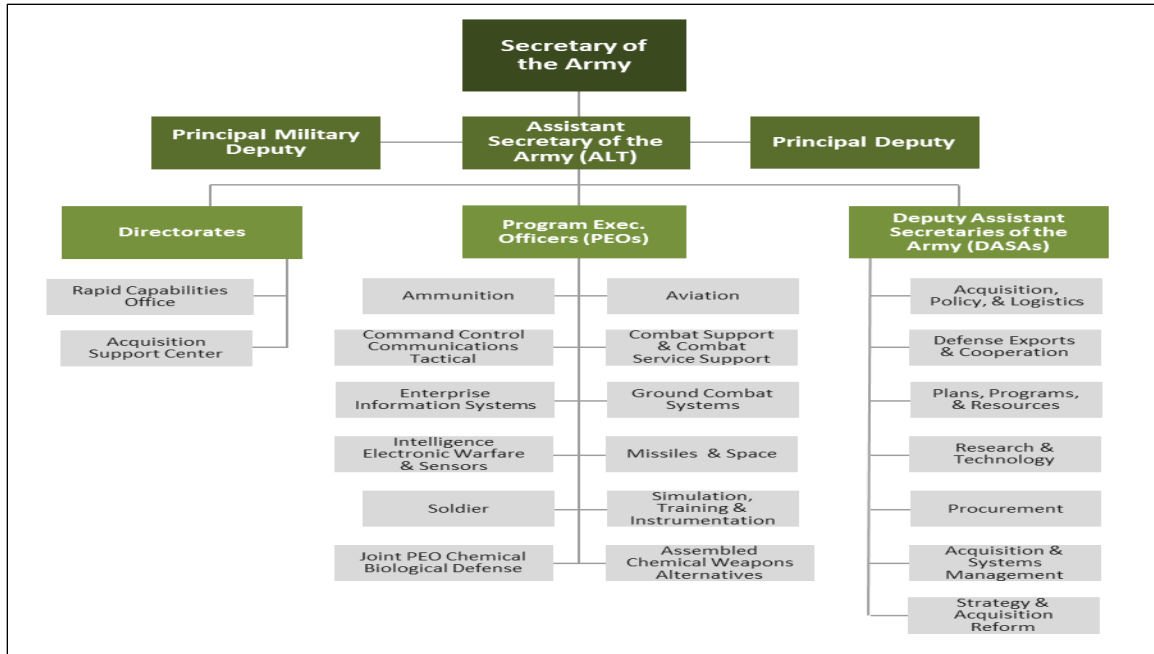 Secretary of
the Army
Principal Military
Deputy
Assistant
Secretary of the
Army (ALT)
Principal Deputy
Directorates
Rapid Capabilities
Office
Acquisition
Support Center
Program Exec.
Officers (PEOs)
Ammunition
Aviation
Command Control
Communications
Tactical
Combat Support
& Combat
Service Support
Enterprise
Information Systems
Ground Combat
Systems
Intelligence
Electronic Warfare
& Sensors
Missiles & Space
Soldier
Simulation,
Training &
Instrumentation
Joint PEO Chemical
Biological Defense
Assembled
Chemical Weapons
Alternatives
Deputy Assistant
Secretaries of the
Army (DASAs)
Acquisition,
Policy, & Logistics
Defense Exports
& Cooperation
Plans, Programs,
& Resources
Research &
Technology
Procurement
Acquisition &
Systems
Management
Strategy &
Acquisition
Reform